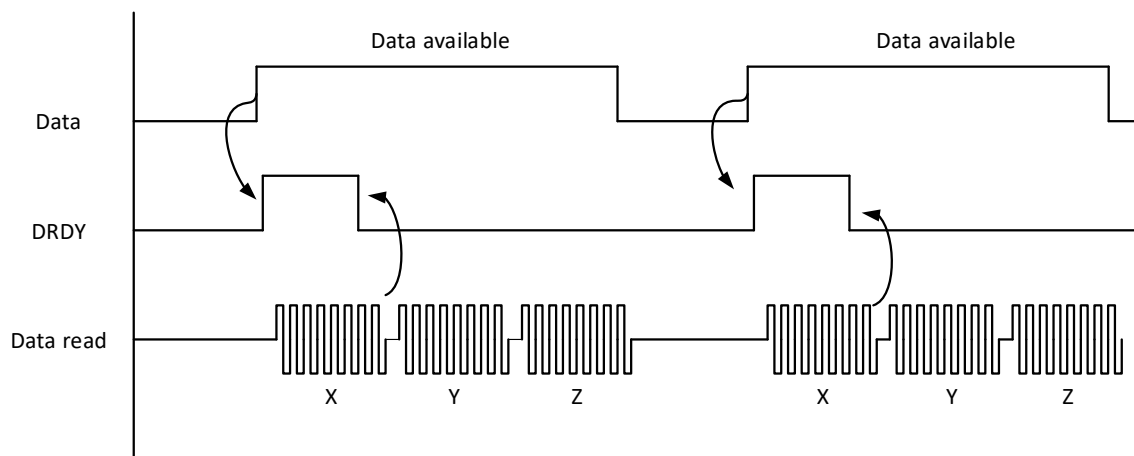 Data available Data available
Data
DRDY
Data read
X Y Z X Y Z